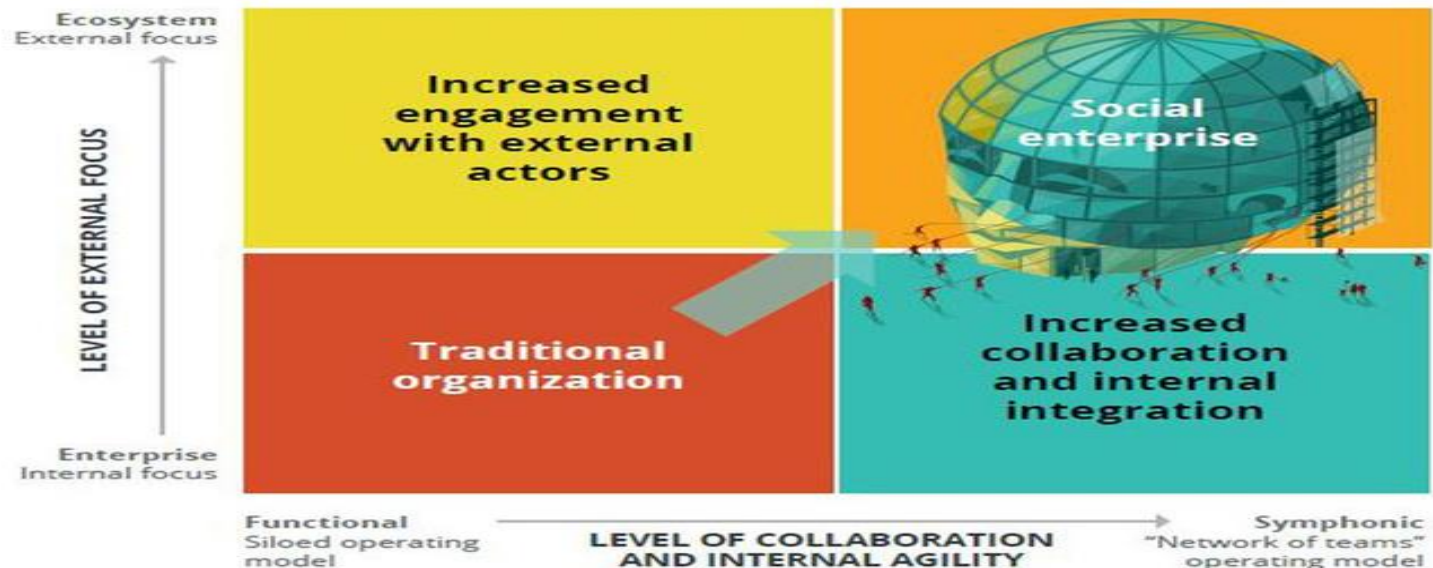 Ecosystem
External focus
LEVEL OF EXTERNAL FOCUS
Enterprise
Internal focus
Increased
engagement
with external
actors
Social
enterprise
Traditional
organization
Increased
collaboration
and internal
integration
Functional
Siloed operating
model
LEVEL OF COLLABORATION
AND INTERNAL AGILITY
Symphonic
"Network of teams"
operating model